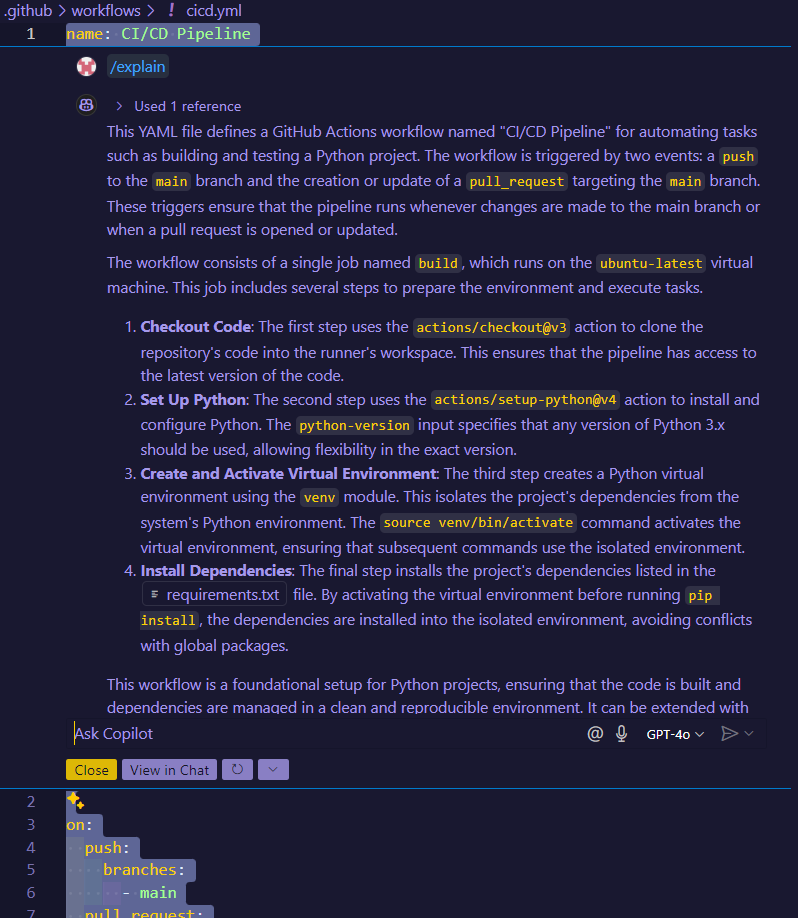 .github > workflows > ! cicd.yml
1 name: CI/CD Pipeline
/explain
> Used 1 reference
This YAML file defines a GitHub Actions workflow named "CI/CD Pipeline" for automating tasks
such as building and testing a Python project. The workflow is triggered by two events: a push
to the main branch and the creation or update of a pull_request targeting the main branch.
These triggers ensure that the pipeline runs whenever changes are made to the main branch or
when a pull request is opened or updated.
The workflow consists of a single job named build, which runs on the ubuntu-latest virtual
machine. This job includes several steps to prepare the environment and execute tasks.
1. Checkout Code: The first step uses the actions/checkout@v3 action to clone the
repository's code into the runner's workspace. This ensures that the pipeline has access to
the latest version of the code.
2. Set Up Python: The second step uses the actions/setup-python@v4 action to install and
configure Python. The python-version input specifies that any version of Python 3.x
should be used, allowing flexibility in the exact version.
3. Create and Activate Virtual Environment: The third step creates a Python virtual
environment using the venv module. This isolates the project's dependencies from the
system's Python environment. The source venv/bin/activate command activates the
virtual environment, ensuring that subsequent commands use the isolated environment.
4. Install Dependencies: The final step installs the project's dependencies listed in the
requirements.txt file. By activating the virtual environment before running pip
install, the dependencies are installed into the isolated environment, avoiding conflicts
with global packages.
This workflow is a foundational setup for Python projects, ensuring that the code is built and
dependencies are managed in a clean and reproducible environment. It can be extended with
Ask Copilot @ GPT-4o
Close View in Chat
2
3 on:
4 push:
5 branches:
6 - main
7 pull_request: